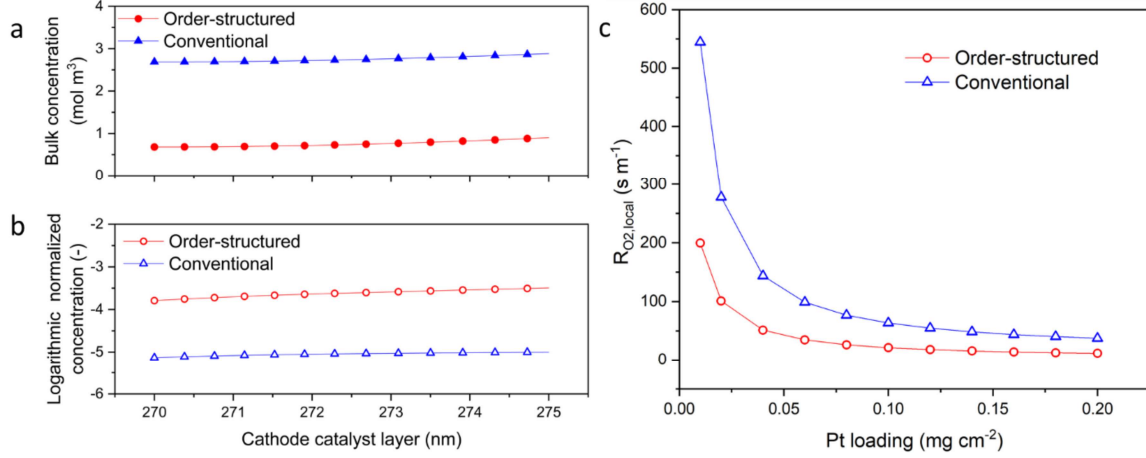 a
Order-structured
Conventional
Bulk concentration
(mol m³)
4
3
2
1
0
b
Order-structured
Conventional
Logarithmic normalized
concentration (-)
-2
-3
-4
-5
-6
270 271 272 273 274 275
Cathode catalyst layer (nm)
c
Order-structured
Conventional
R_O2,local (s m⁻¹)
600
500
300
200
100
0
0.00 0.05 0.10 0.15 0.20
Pt loading (mg cm⁻²)